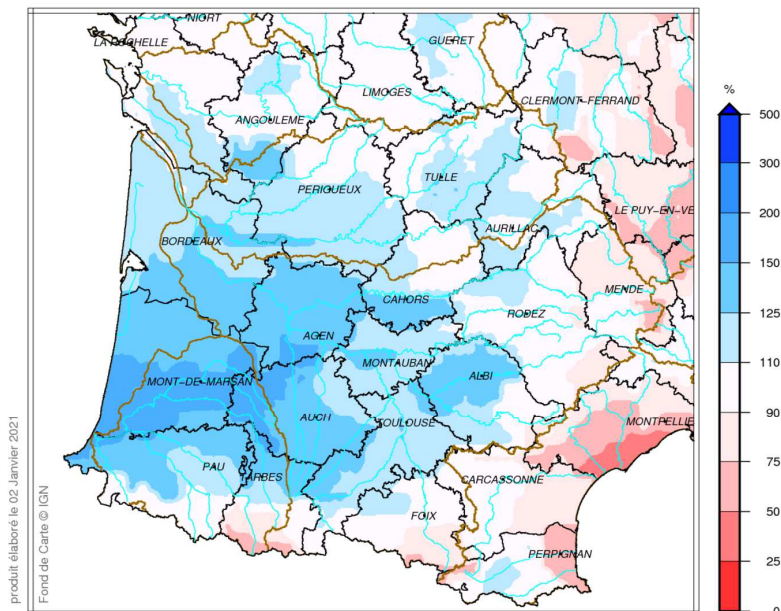 NIORT
LA ROCHELLE
GUERET
LIMOGES
CLERMONT-FERRAND
ANGOULEME
TULLE
PERIGUEUX
LE PUY-EN-VE
AURILLAC
BORDEAUX
MENDE
CAHORS
RODEZ
AGEN
MONTAUBAN
ALBI
MONT-DE-MARSAN
AUCH
TOULOUSE
MONTPELLIE
PAU
TARBES
CARCASSONNE
FOIX
PERPIGNAN
%
500
300
200
150
125
110
90
75
50
25
0
produit élaboré le 02 Janvier 2021
Fond de Carte © IGN